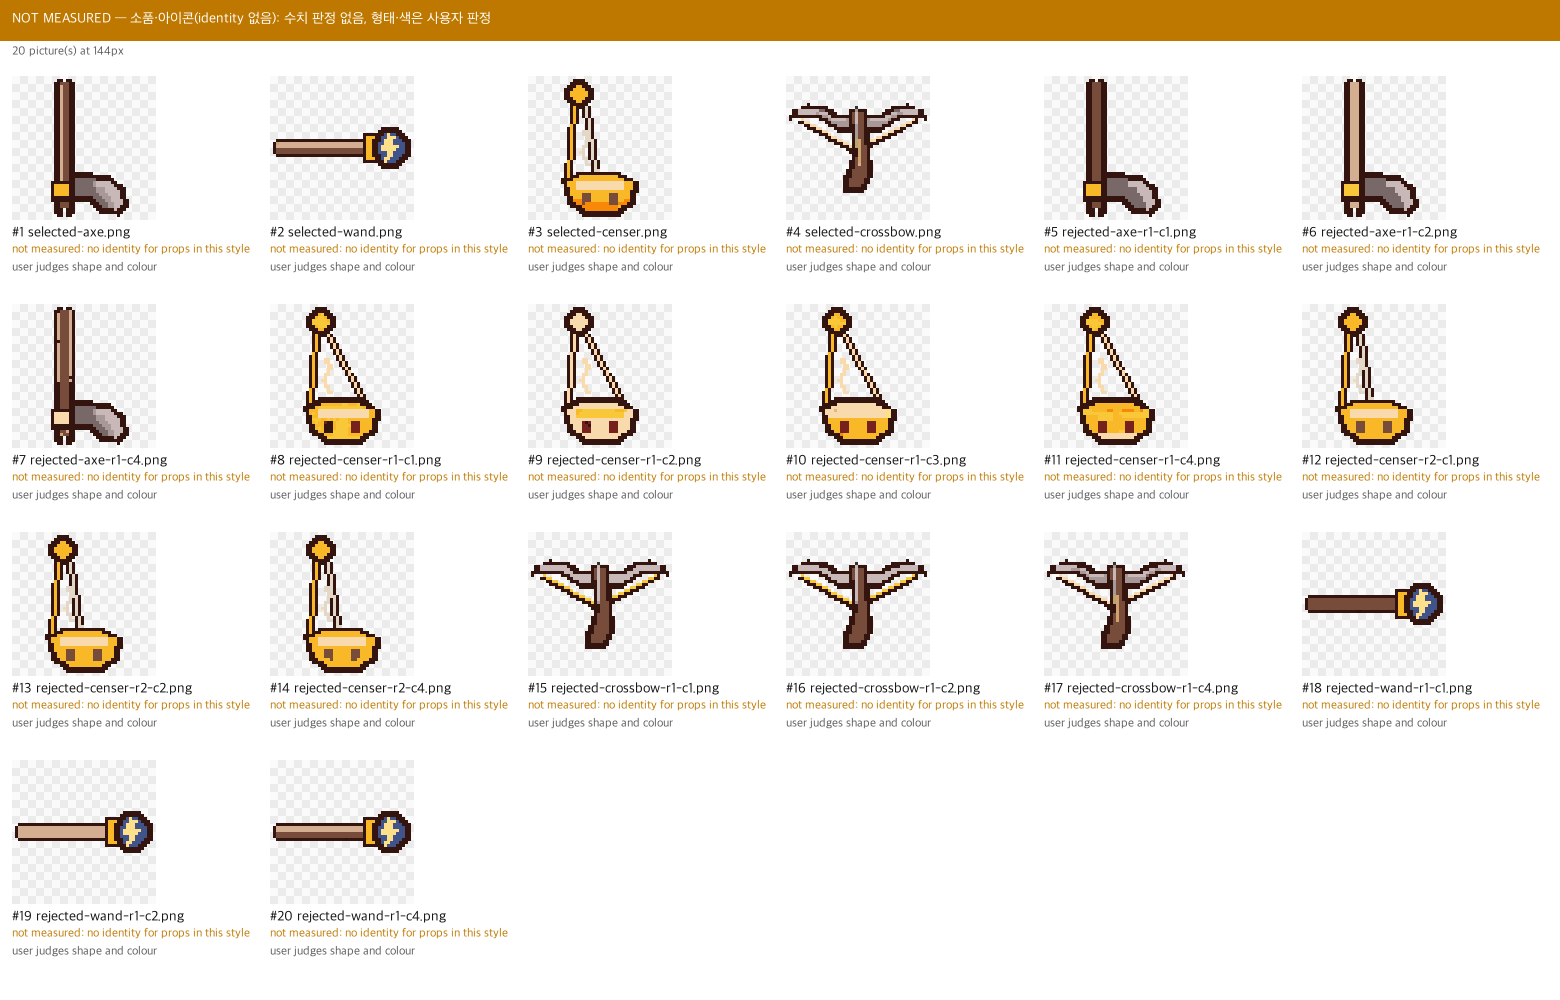 NOT MEASURED — 소품·아이콘(identity 없음): 수치 판정 없음, 형태·색은 사용자 판정
20 picture(s) at 144px
#1 selected-axe.png
not measured: no identity for props in this style
user judges shape and colour
#2 selected-wand.png
not measured: no identity for props in this style
user judges shape and colour
#3 selected-censer.png
not measured: no identity for props in this style
user judges shape and colour
#4 selected-crossbow.png
not measured: no identity for props in this style
user judges shape and colour
#5 rejected-axe-r1-c1.png
not measured: no identity for props in this style
user judges shape and colour
#6 rejected-axe-r1-c2.png
not measured: no identity for props in this style
user judges shape and colour
#7 rejected-axe-r1-c4.png
not measured: no identity for props in this style
user judges shape and colour
#8 rejected-censer-r1-c1.png
not measured: no identity for props in this style
user judges shape and colour
#9 rejected-censer-r1-c2.png
not measured: no identity for props in this style
user judges shape and colour
#10 rejected-censer-r1-c3.png
not measured: no identity for props in this style
user judges shape and colour
#11 rejected-censer-r1-c4.png
not measured: no identity for props in this style
user judges shape and colour
#12 rejected-censer-r2-c1.png
not measured: no identity for props in this style
user judges shape and colour
#13 rejected-censer-r2-c2.png
not measured: no identity for props in this style
user judges shape and colour
#14 rejected-censer-r2-c4.png
not measured: no identity for props in this style
user judges shape and colour
#15 rejected-crossbow-r1-c1.png
not measured: no identity for props in this style
user judges shape and colour
#16 rejected-crossbow-r1-c2.png
not measured: no identity for props in this style
user judges shape and colour
#17 rejected-crossbow-r1-c4.png
not measured: no identity for props in this style
user judges shape and colour
#18 rejected-wand-r1-c1.png
not measured: no identity for props in this style
user judges shape and colour
#19 rejected-wand-r1-c2.png
not measured: no identity for props in this style
user judges shape and colour
#20 rejected-wand-r1-c4.png
not measured: no identity for props in this style
user judges shape and colour